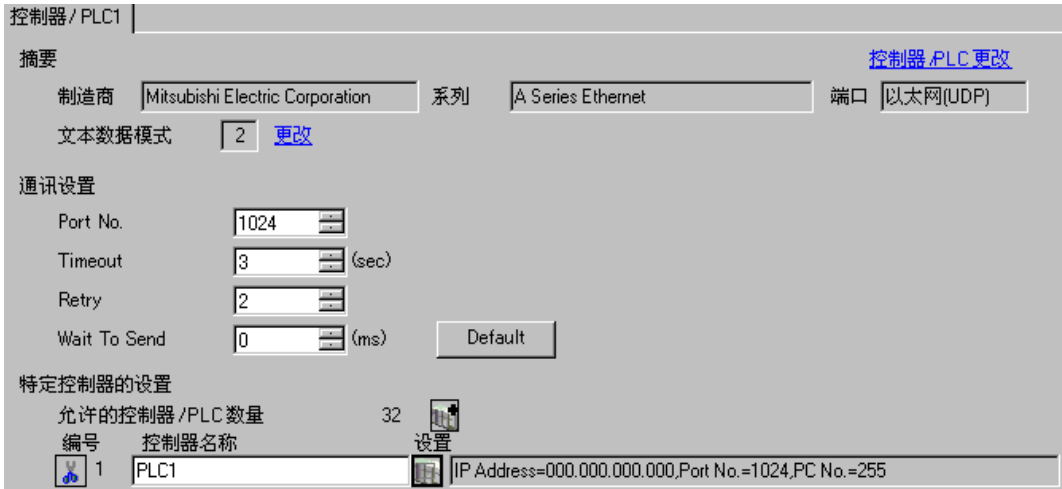 控制器/PLC1
摘要 控制器/PLC更改
制造商 Mitsubishi Electric Corporation 系列 A Series Ethernet 端口 以太网(UDP)
文本数据模式 2 更改
通讯设置
Port No. 1024
Timeout 3 (sec)
Retry 2
Wait To Send 0 (ms) Default
特定控制器的设置
允许的控制器/PLC数量 32
编号 控制器名称 设置
1 PLC1 IP Address=000.000.000.000,Port No.=1024,PC No.=255